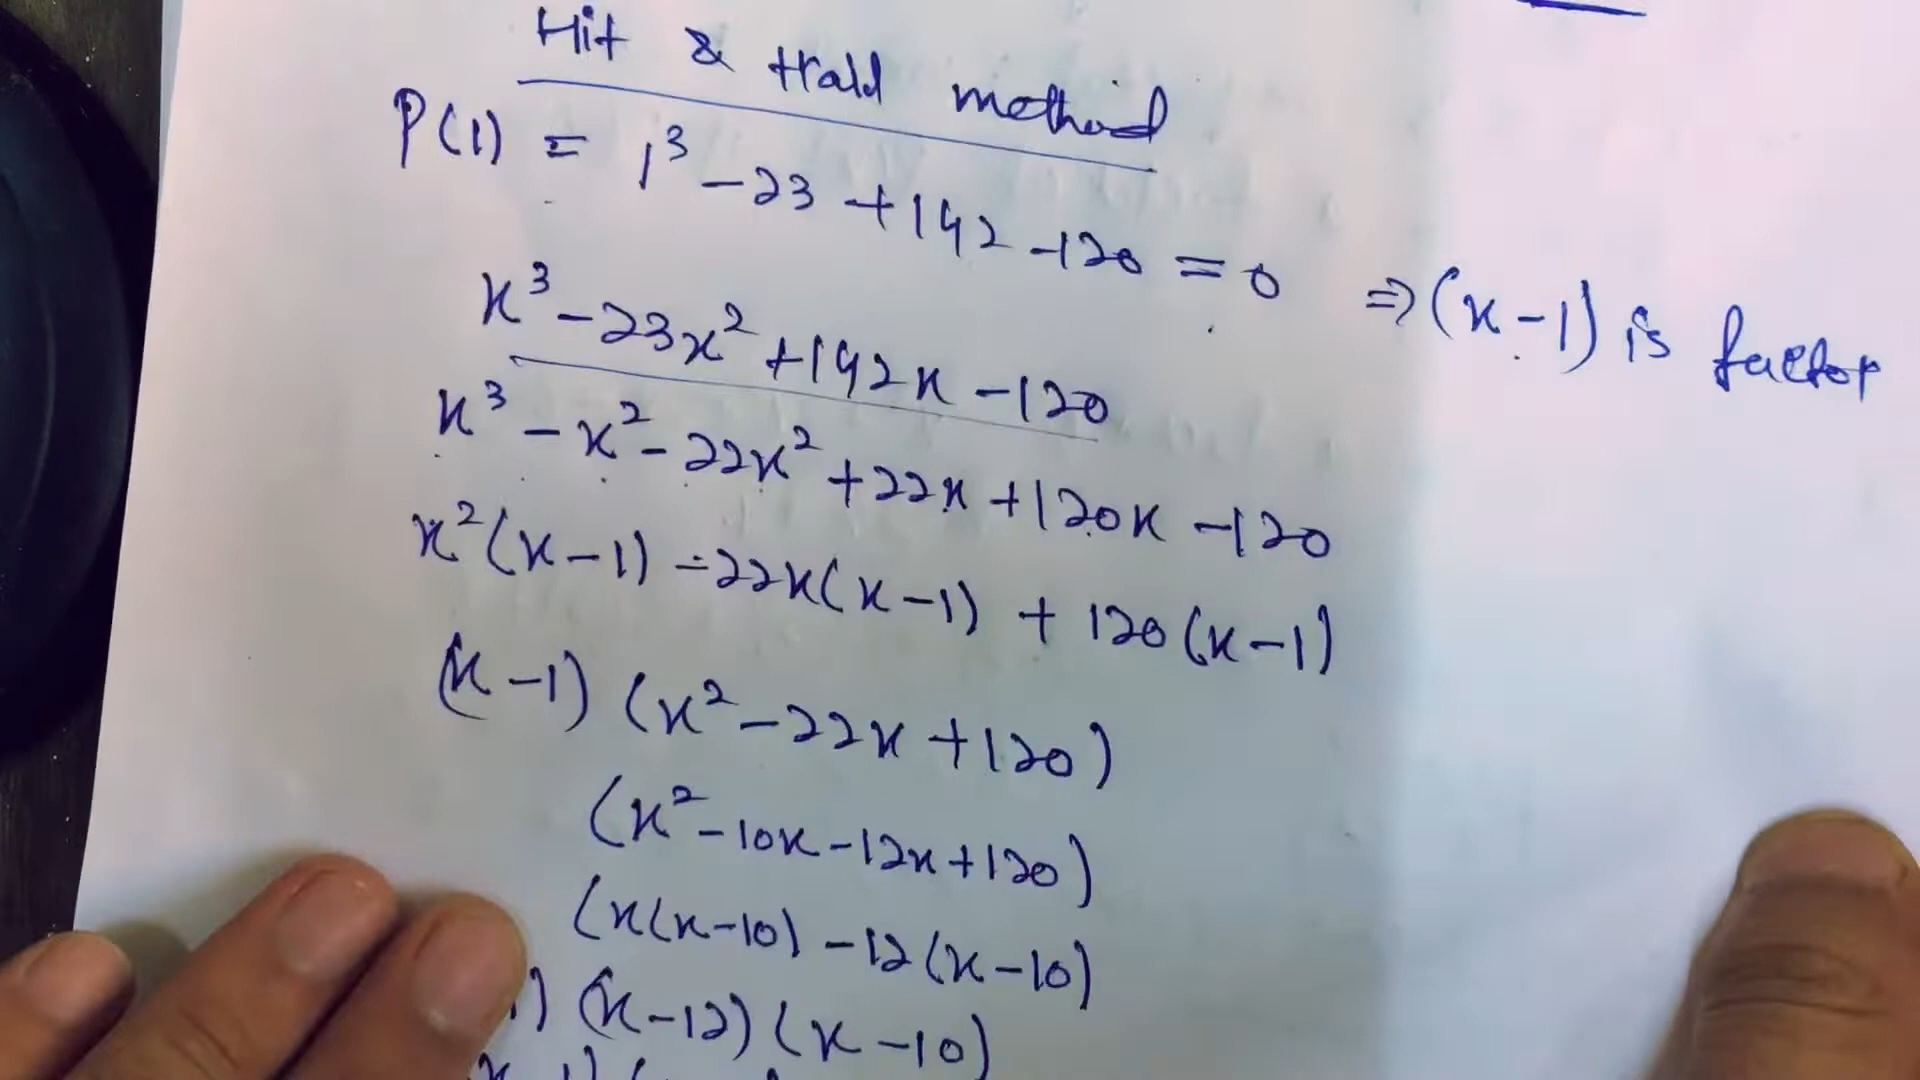 Hit & trald method
P(1) = 1³ -23 +142 -120 = 0 ⇒ (x-1) is factor
x³ -23x² +142x -120
x³ - x² - 22x² +22x +120x -120
x²(x-1) -22x(x-1) + 120(x-1)
(x-1) (x² -22x +120)
(x² -10x -12x +120)
(x(x-10) -12(x-10)
1) (x-12) (x-10)